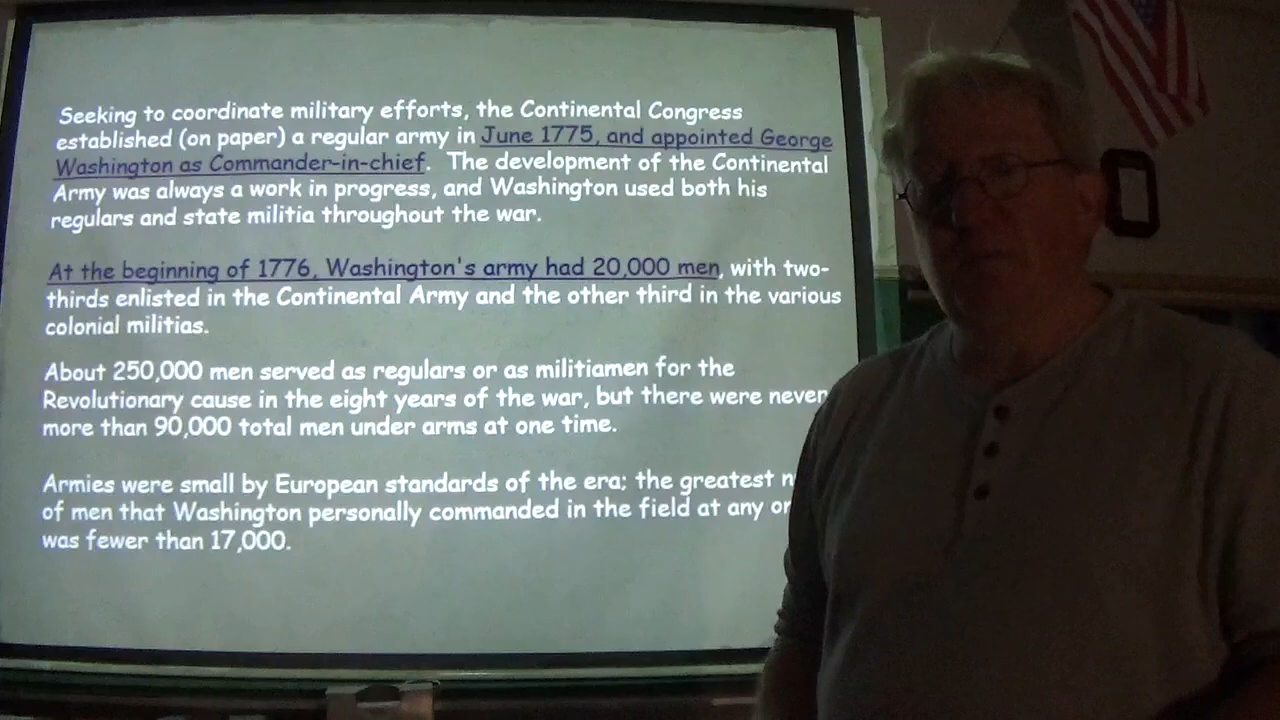 Seeking to coordinate military efforts, the Continental Congress
established (on paper) a regular army in June 1775, and appointed George
Washington as Commander-in-chief. The development of the Continental
Army was always a work in progress, and Washington used both his
regulars and state militia throughout the war.
At the beginning of 1776, Washington's army had 20,000 men, with two-
thirds enlisted in the Continental Army and the other third in the various
colonial militias.
About 250,000 men served as regulars or as militiamen for the
Revolutionary cause in the eight years of the war, but there were never
more than 90,000 total men under arms at one time.
Armies were small by European standards of the era; the greatest
of men that Washington personally commanded in the field at any
was fewer than 17,000.